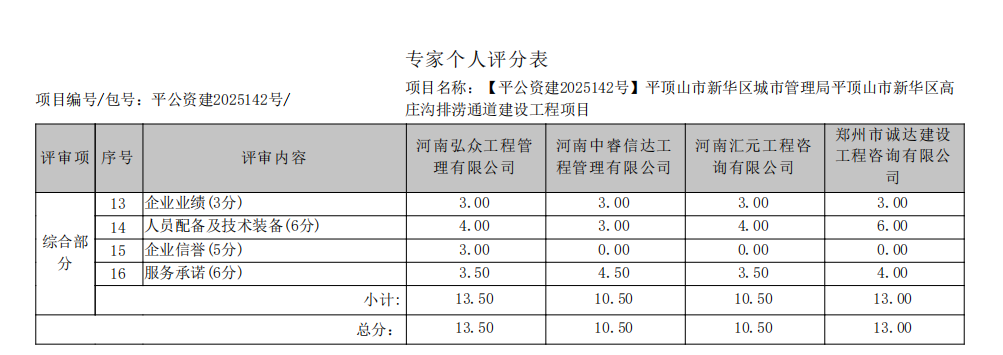 专家个人评分表
项目编号/包号：平公资建2025142号/
项目名称：【平公资建2025142号】平顶山市新华区城市管理局平顶山市新华区高
庄沟排涝通道建设工程项目
评审项 序号 评审内容 河南弘众工程管理有限公司 河南中睿信达工程管理有限公司 河南汇元工程咨询有限公司 郑州市诚达建设工程咨询有限公司
综合部分
13 企业业绩(3分) 3.00 3.00 3.00 3.00
14 人员配备及技术装备(6分) 4.00 3.00 4.00 6.00
15 企业信誉(5分) 3.00 0.00 0.00 0.00
16 服务承诺(6分) 3.50 4.50 3.50 4.00
小计: 13.50 10.50 10.50 13.00
总分: 13.50 10.50 10.50 13.00